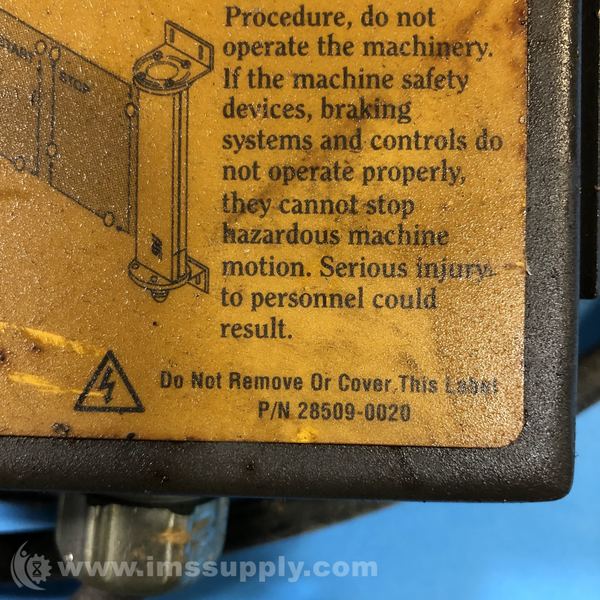 Procedure, do not
operate the machinery.
If the machine safety
devices, braking
systems and controls do
not operate properly,
they cannot stop
hazardous machine
motion. Serious injury
to personnel could
result.
START
STOP
Do Not Remove Or Cover This Label
P/N 28509-0020
www.imssupply.com